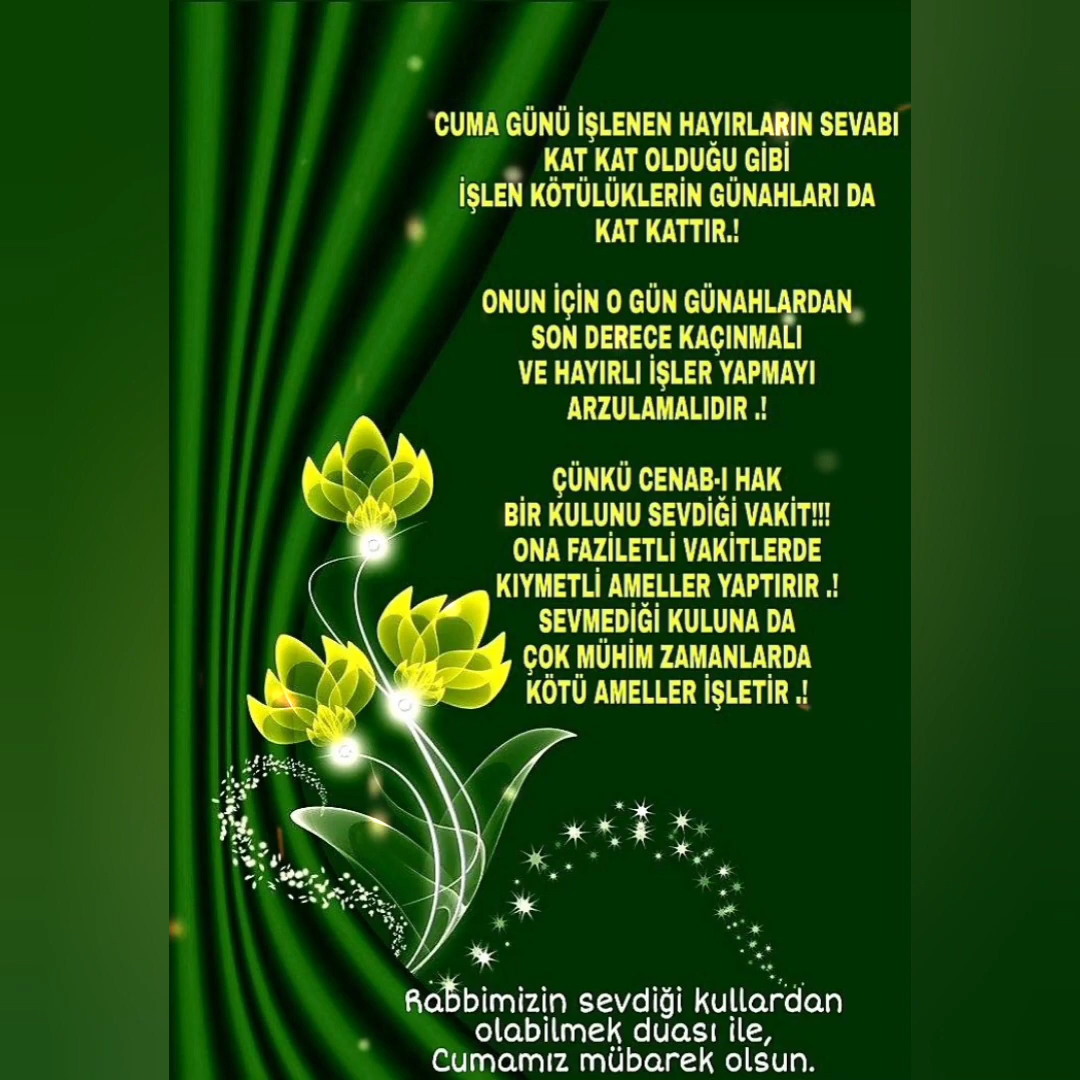 CUMA GÜNÜ İŞLENEN HAYIRLARIN SEVABI
KAT KAT OLDUĞU GİBİ
İŞLEN KÖTÜLÜKLERİN GÜNAHLARI DA
KAT KATTIR.!
ONUN İÇİN O GÜN GÜNAHLARDAN
SON DERECE KAÇINMALI
VE HAYIRLI İŞLER YAPMAYI
ARZULAMALIDIR .!
ÇÜNKÜ CENAB-I HAK
BİR KULUNU SEVDİĞİ VAKİT!!!
ONA FAZİLETLİ VAKİTLERDE
KIYMETLİ AMELLER YAPTIRIR .!
SEVMEDİĞİ KULUNA DA
ÇOK MÜHİM ZAMANLARDA
KÖTÜ AMELLER İŞLETİR .!
Rabbimizin sevdiği kullardan
olabilmek duası ile,
Cumamız mübarek olsun.